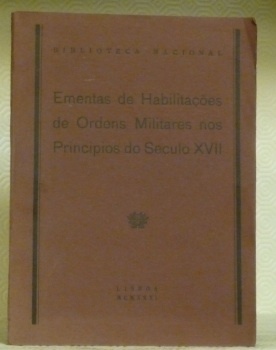 BIBLIOTECA NACIONAL
Ementas de Habilitações
de Ordens Militares nos
Princípios do Século XVII
LISBOA